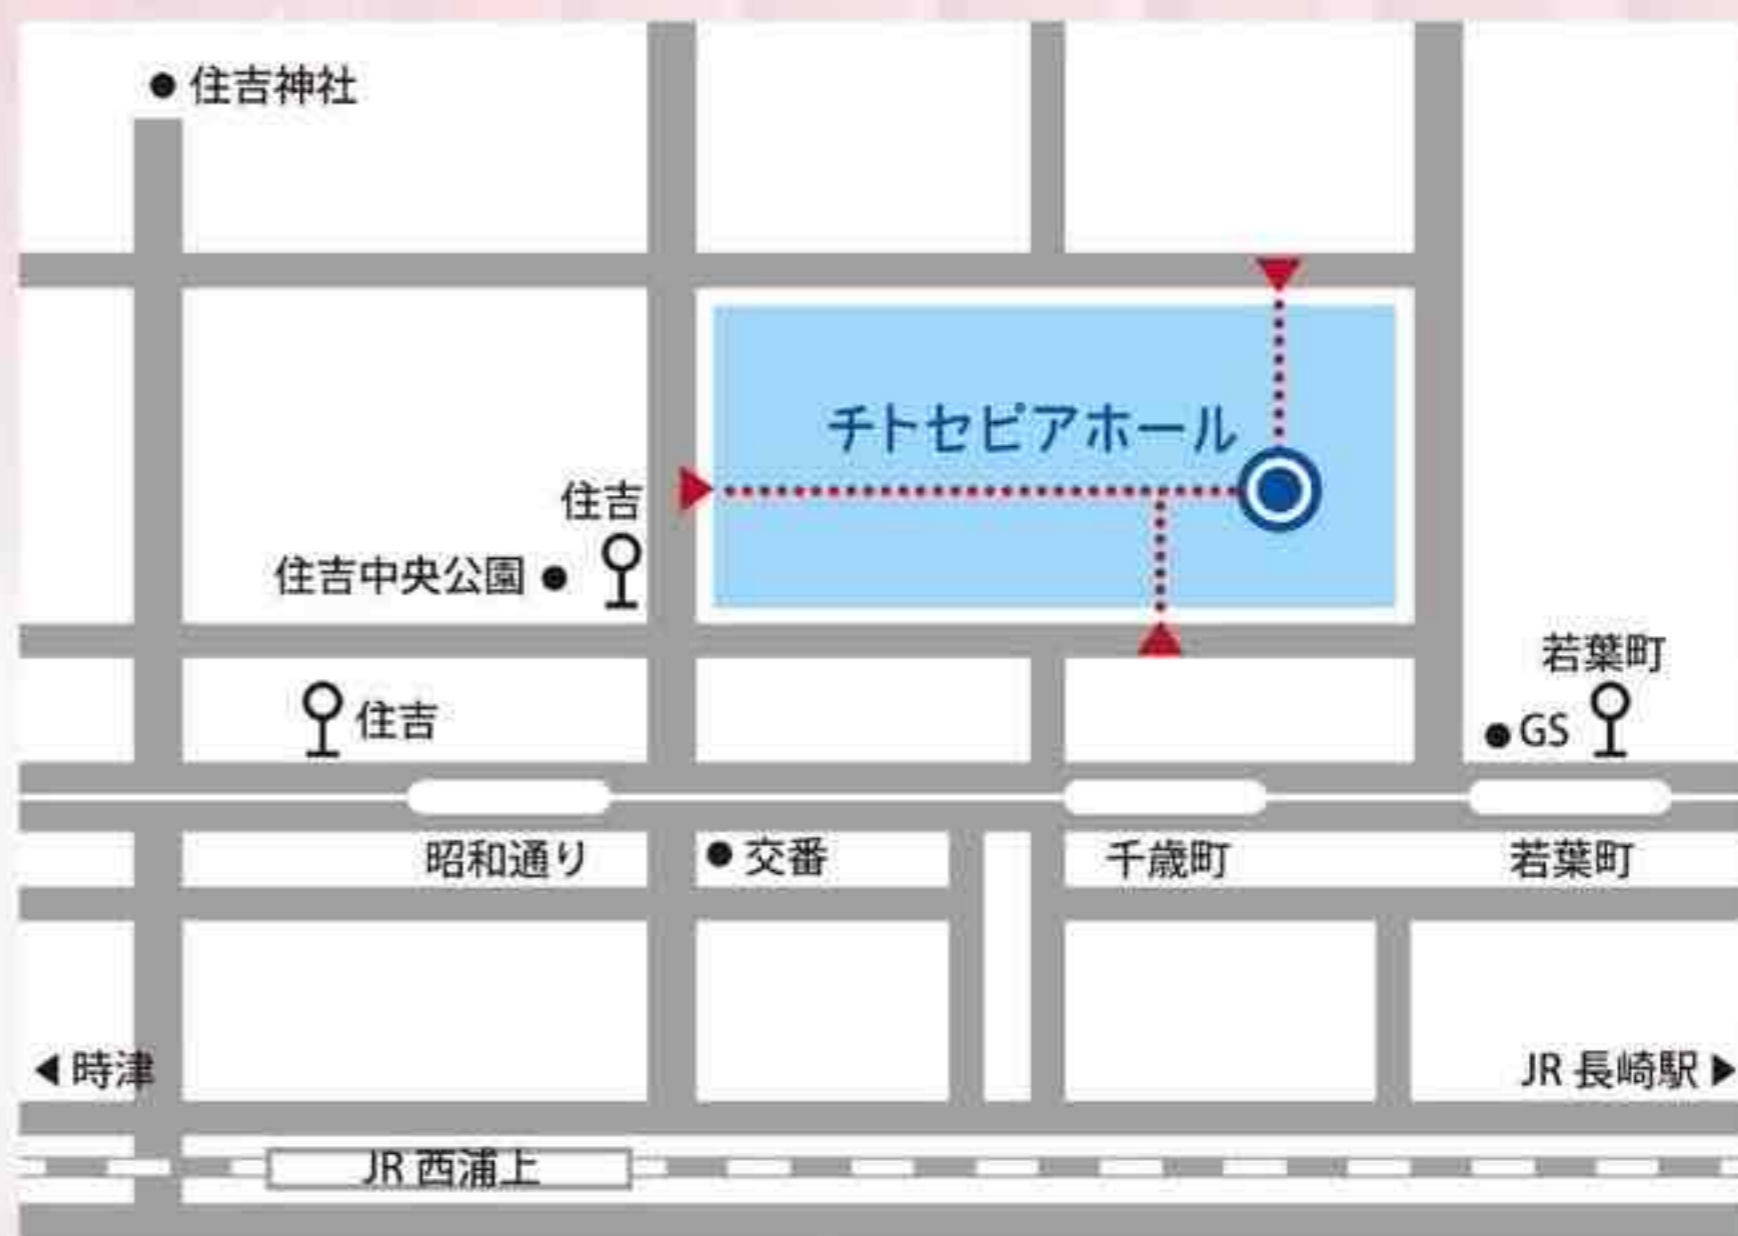 住吉神社
チトセピアホール
住吉
住吉中央公園
若葉町
住吉
GS
昭和通り
交番
千歳町
若葉町
時津
JR 長崎駅
JR 西浦上